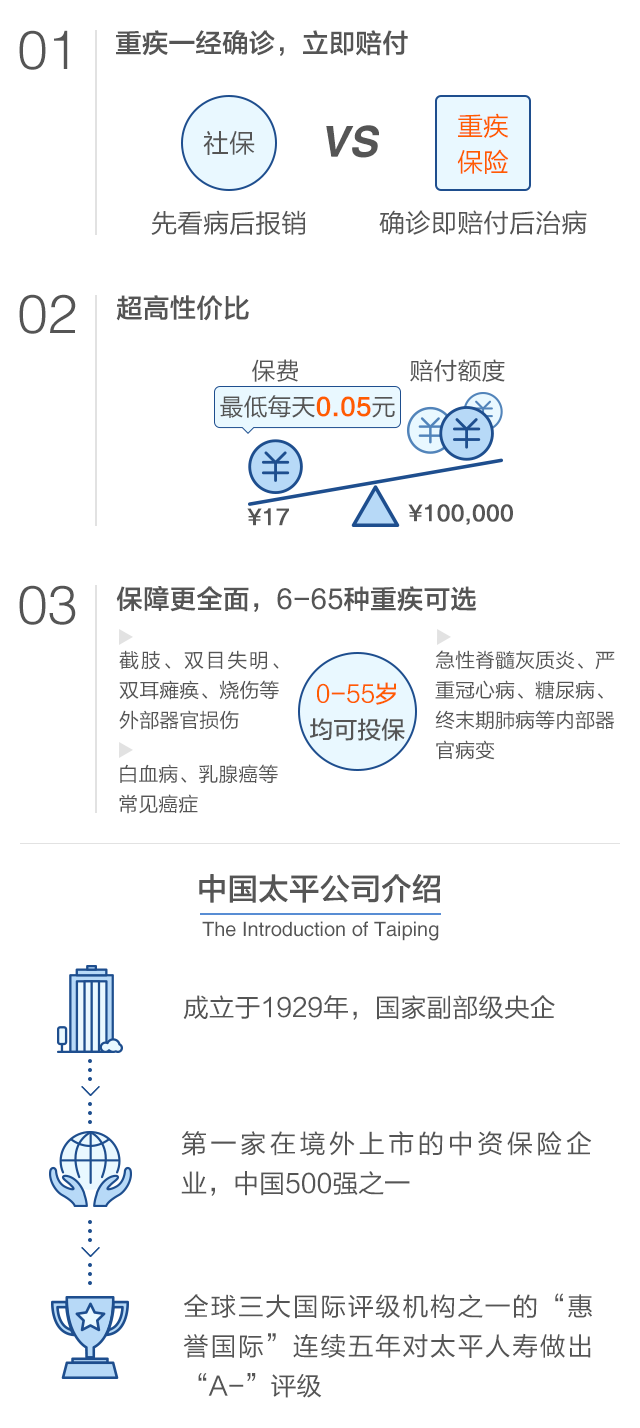 01
重疾一经确诊，立即赔付
社保
VS
重疾
保险
先看病后报销
确诊即赔付后治病
02
超高性价比
保费
赔付额度
最低每天0.05元
¥17
¥100,000
03
保障更全面，6-65种重疾可选
截肢、双目失明、
双耳瘫痪、烧伤等
外部器官损伤
白血病、乳腺癌等
常见癌症
0-55岁
均可投保
急性脊髓灰质炎、严
重冠心病、糖尿病、
终末期肺病等内部器
官病变
中国太平公司介绍
The Introduction of Taiping
成立于1929年，国家副部级央企
第一家在境外上市的中资保险企
业，中国500强之一
全球三大国际评级机构之一的“惠
誉国际”连续五年对太平人寿做出
“A-”评级